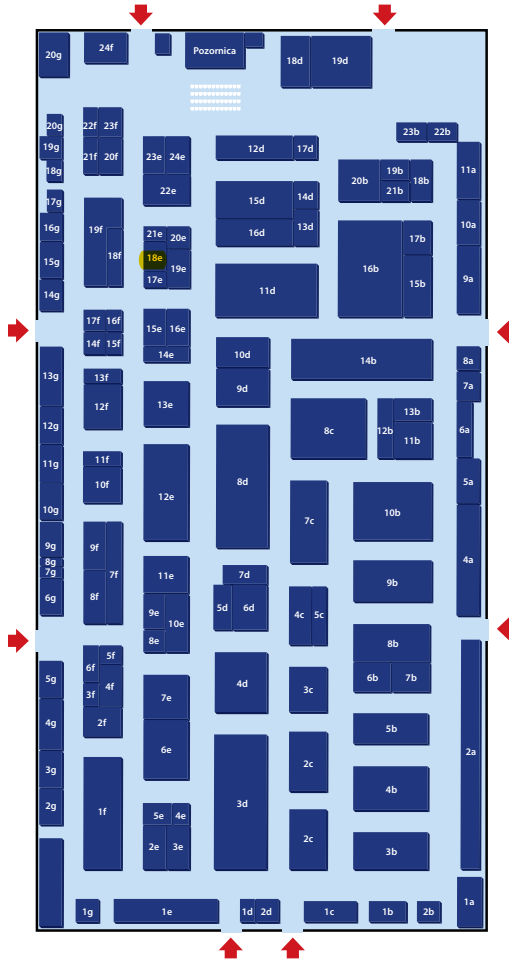 20g 24f Pozornica 18d 19d
20g 22f 23f 23b 22b
19g 21f 20f 23e 24e 12d 17d 11a
18g 20b 19b 18b
21b
22e
17g 15d 14d
16g 19f 21e 20e 16d 13d 10a
18f 18e 19e 17b
15g 17e 16b 9a
14g 11d 15b
17f 16f 15e 16e
14f 15f 14e 10d 14b 8a
13g 13f 9d 7a
12f 13e 13b
12g 8c 12b 11b 6a
11g 11f
10f 12e 8d 5a
10g 7c 10b
9g 9f 4a
8g
7g 7f 11e 7d 9b
6g 8f 9e 10e 5d 6d 4c 5c
8e 8b
5g 6f 5f
3f 4f 7e 4d 3c 6b 7b
4g 2f 5b
6e 2c 2a
3g
2g 1f 3d 4b
5e 4e
2e 3e 2c 3b
1g 1e 1d 2d 1c 1b 2b 1a